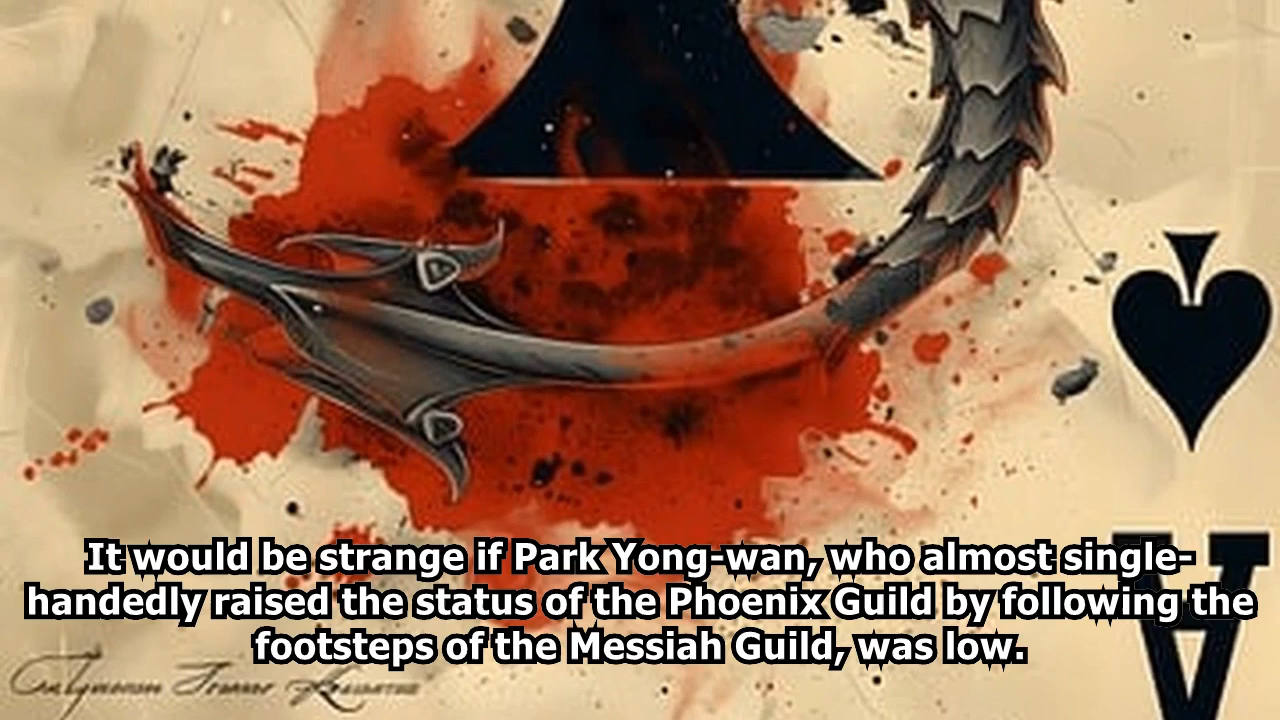 It would be strange if Park Yong-wan, who almost single-
handedly raised the status of the Phoenix Guild by following the
footsteps of the Messiah Guild, was low.
A